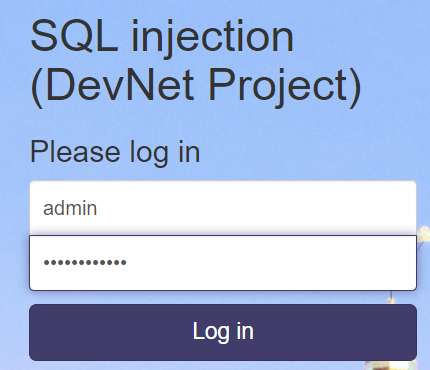 SQL injection
(DevNet Project)
Please log in
admin
••••••••••••
Log in